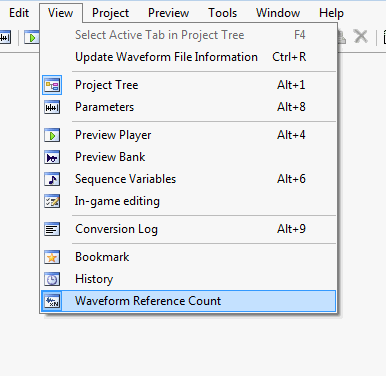 Edit View Project Preview Tools Window Help
Select Active Tab in Project Tree F4
Update Waveform File Information Ctrl+R
Project Tree Alt+1
Parameters Alt+8
Preview Player Alt+4
Preview Bank
Sequence Variables Alt+6
In-game editing
Conversion Log Alt+9
Bookmark
History
Waveform Reference Count